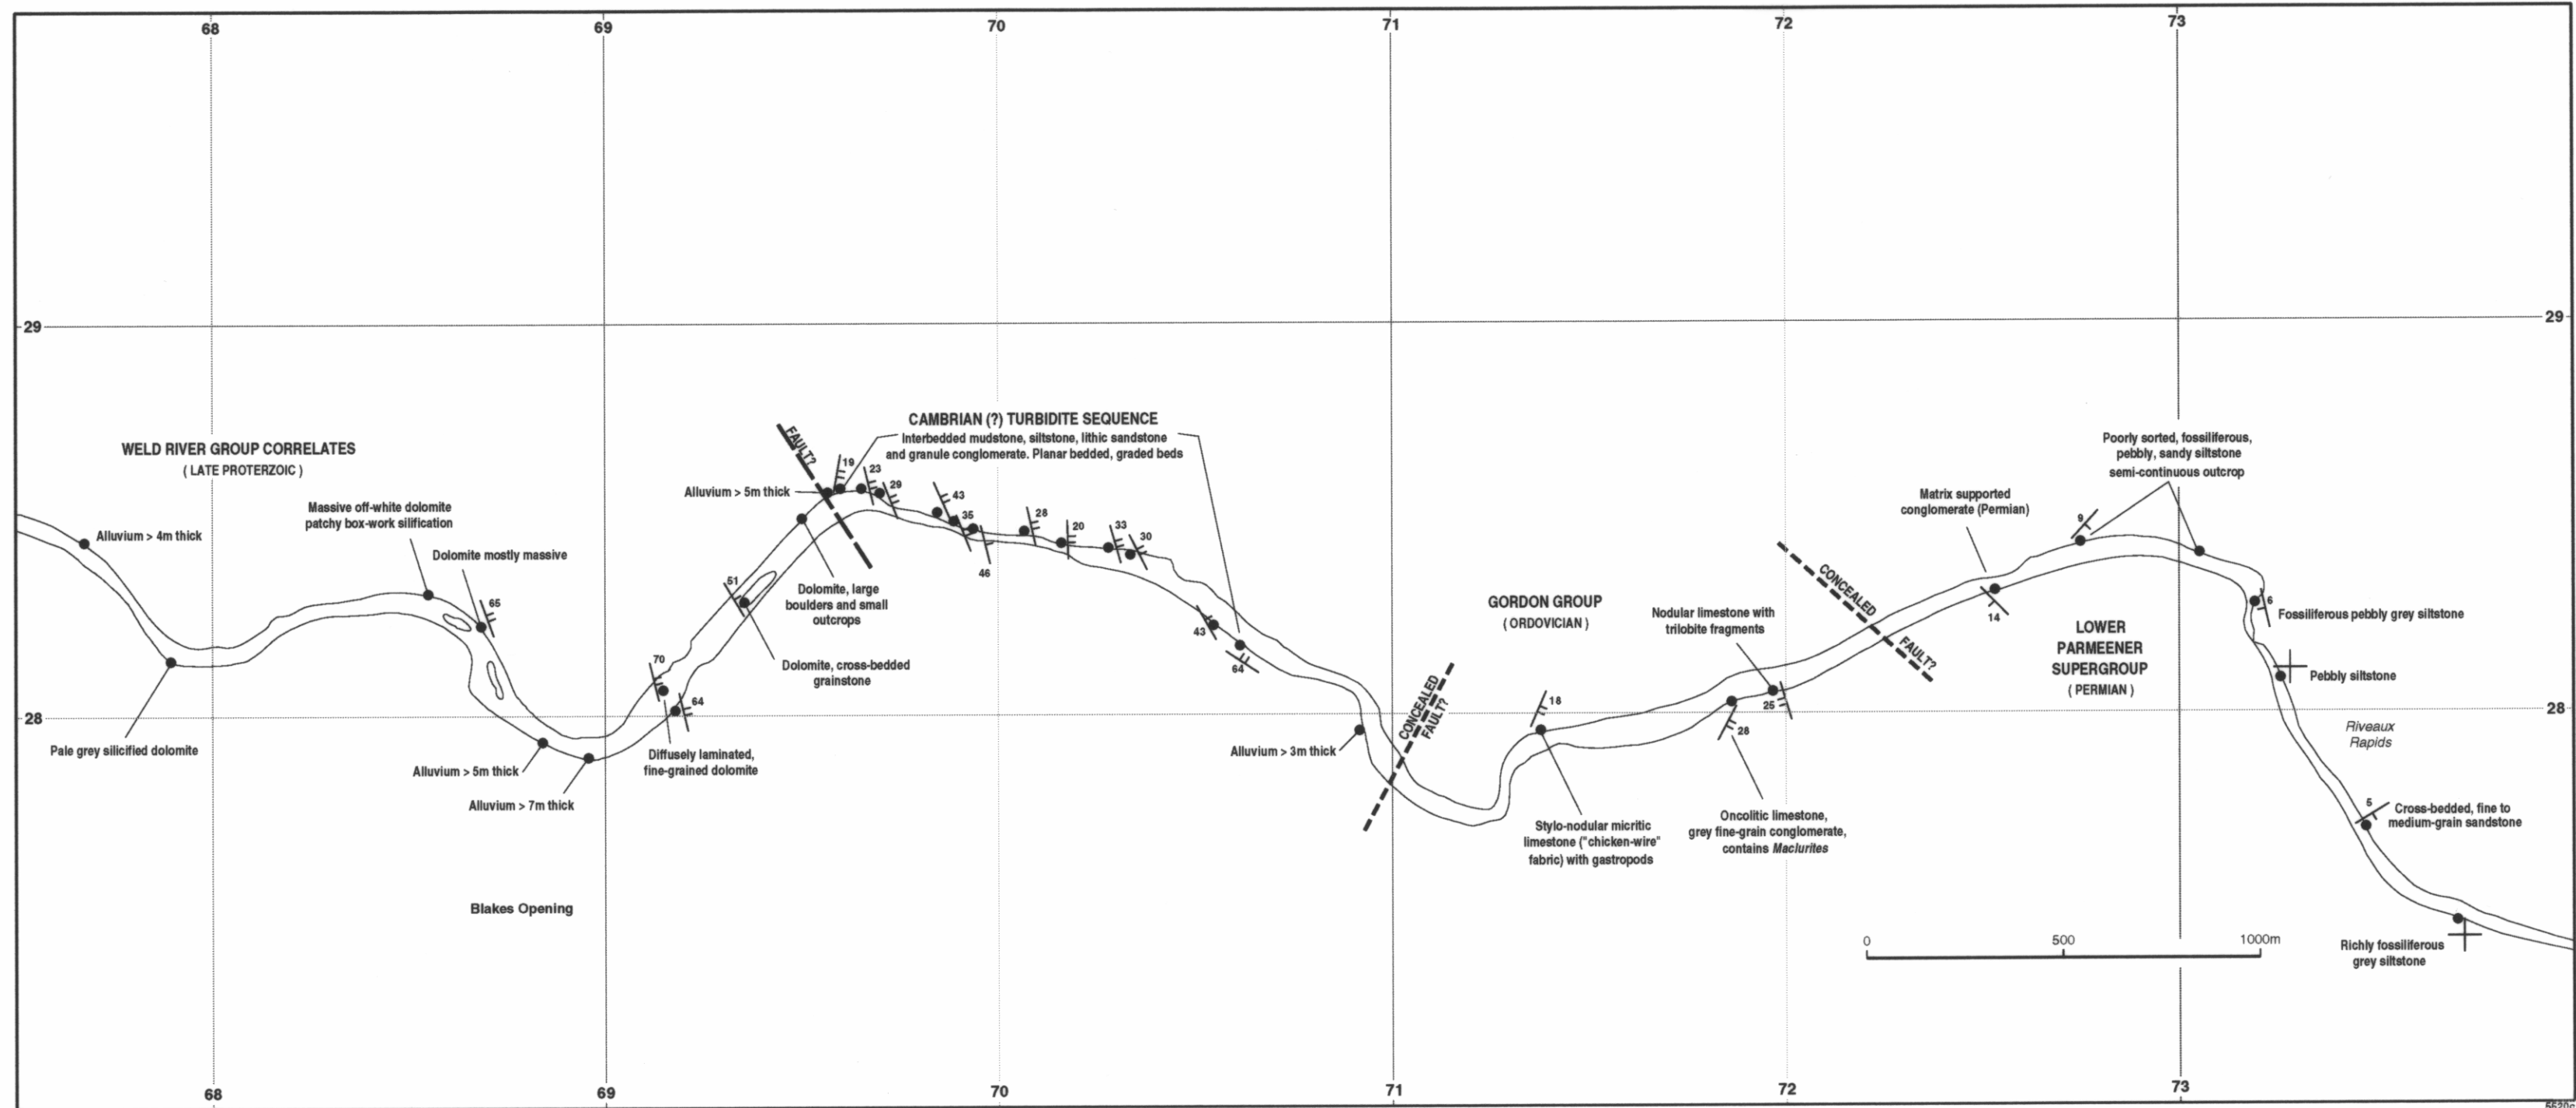 68
69
70
71
72
73
29
29
CAMBRIAN (?) TURBIDITE SEQUENCE
Interbedded mudstone, siltstone, lithic sandstone
and granule conglomerate. Planar bedded, graded beds
WELD RIVER GROUP CORRELATES
( LATE PROTERZOIC )
FAULT?
Poorly sorted, fossiliferous,
pebbly, sandy siltstone
semi-continuous outcrop
Massive off-white dolomite
patchy box-work silification
Alluvium > 5m thick
19
23
29
43
35
46
28
20
33
30
Matrix supported
conglomerate (Permian)
9
Alluvium > 4m thick
Dolomite mostly massive
65
51
Dolomite, large
boulders and small
outcrops
CONCEALED
FAULT?
GORDON GROUP
( ORDOVICIAN )
Nodular limestone with
trilobite fragments
14
6
Fossiliferous pebbly grey siltstone
LOWER
PARMEENER
SUPERGROUP
( PERMIAN )
43
64
70
Dolomite, cross-bedded
grainstone
Pebbly siltstone
64
CONCEALED
FAULT?
18
25
28
28
28
Riveaux
Rapids
Pale grey silicified dolomite
Alluvium > 5m thick
Diffusely laminated,
fine-grained dolomite
Alluvium > 3m thick
Alluvium > 7m thick
Stylo-nodular micritic
limestone ("chicken-wire"
fabric) with gastropods
Oncolitic limestone,
grey fine-grain conglomerate,
contains Maclurites
5
Cross-bedded, fine to
medium-grain sandstone
Blakes Opening
0
500
1000m
Richly fossiliferous
grey siltstone
68
69
70
71
72
73